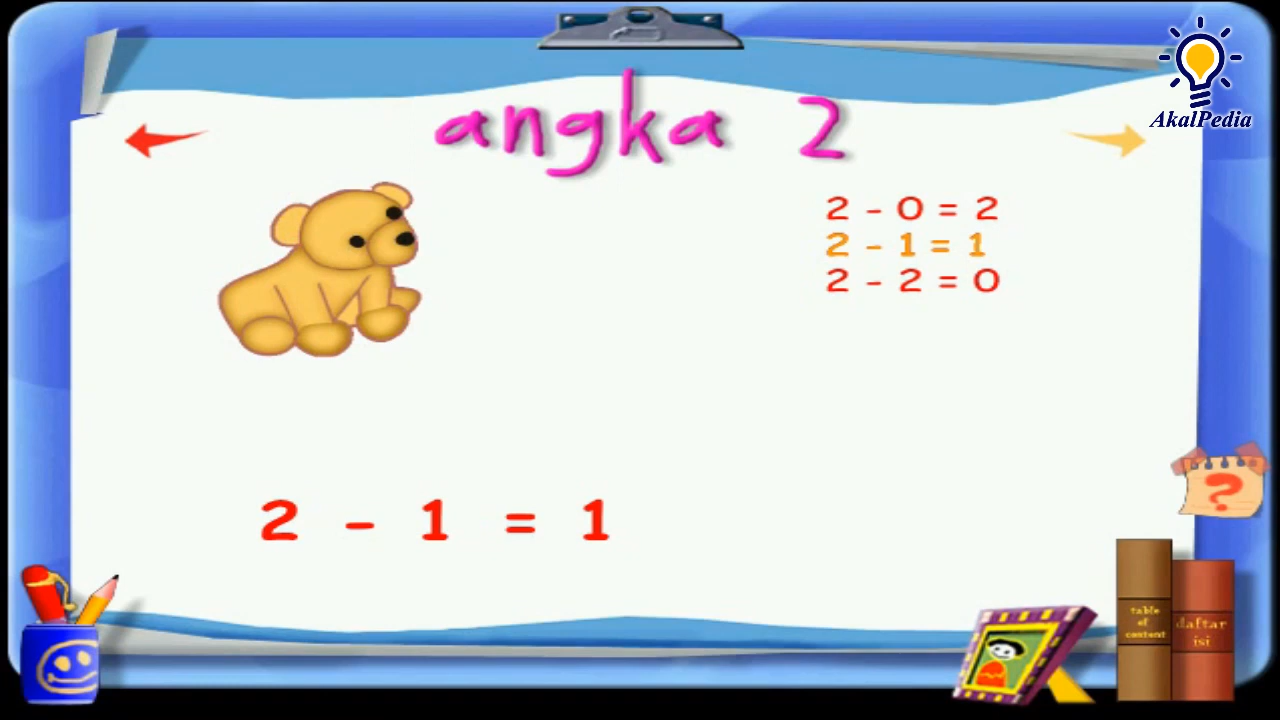 AkalPedia
angka 2
2 - 0 = 2
2 - 1 = 1
2 - 2 = 0
2 - 1 = 1
?
table
of
content
daftar
isi